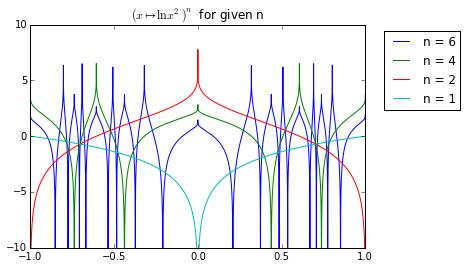 (x ↦ ln x²)ⁿ for given n
10
5
0
−5
−10
−1.0 −0.5 0.0 0.5 1.0
n = 6
n = 4
n = 2
n = 1